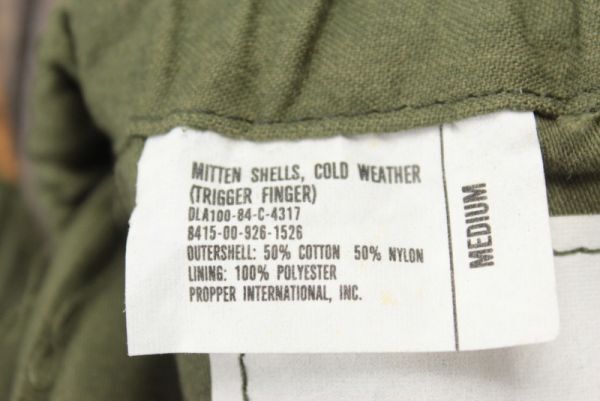 MITTEN SHELLS, COLD WEATHER
(TRIGGER FINGER)
DLA100-84-C-4317
8415-00-926-1526
OUTERSHELL: 50% COTTON 50% NYLON
LINING: 100% POLYESTER
PROPPER INTERNATIONAL, INC.
MEDIUM